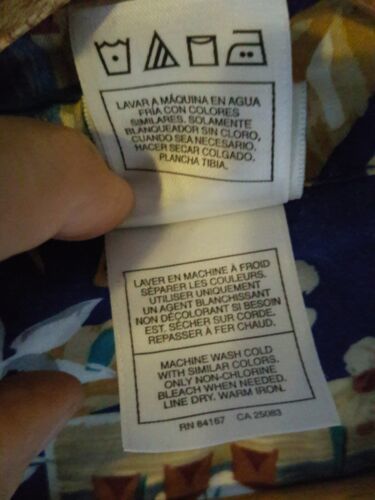 LAVAR A MÁQUINA EN AGUA
FRÍA CON COLORES
SIMILARES. SOLAMENTE
BLANQUEADOR SIN CLORO,
CUANDO SEA NECESARIO.
HACER SECAR COLGADO.
PLANCHA TIBIA.
LAVER EN MACHINE À FROID
SÉPARER LES COULEURS.
UTILISER UNIQUEMENT
UN AGENT BLANCHISSANT
NON DÉCOLORANT SI BESOIN
EST. SÉCHER SUR CORDE.
REPASSER À FER CHAUD.
MACHINE WASH COLD
WITH SIMILAR COLORS.
ONLY NON-CHLORINE
BLEACH WHEN NEEDED.
LINE DRY. WARM IRON.
RN 64157 CA 25083